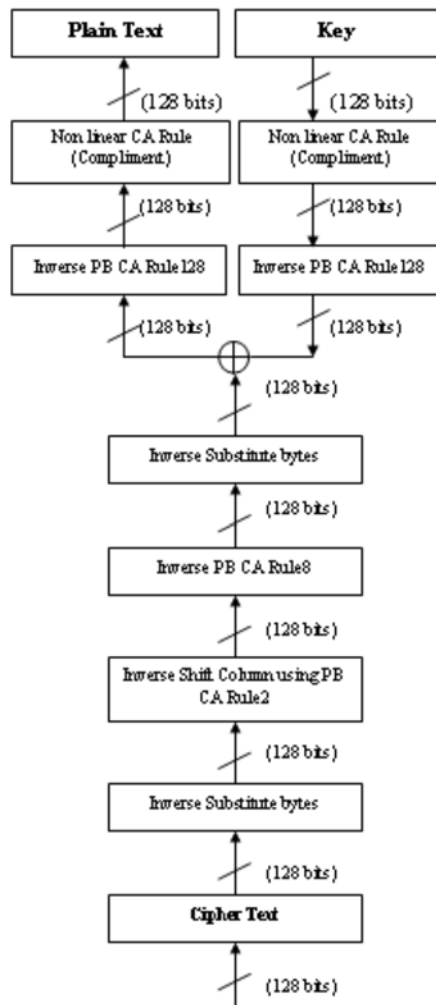 Plain Text
Key
(128 bits)
(128 bits)
Non linear CA Rule
(Compliment)
Non linear CA Rule
(Compliment)
(128 bits)
(128 bits)
Inverse PB CA Rule128
Inverse PB CA Rule128
(128 bits)
(128 bits)
(128 bits)
Inverse Substitute bytes
(128 bits)
Inverse PB CA Rule8
(128 bits)
Inverse Shift Column using PB
CA Rule2
(128 bits)
Inverse Substitute bytes
(128 bits)
Cipher Text
(128 bits)